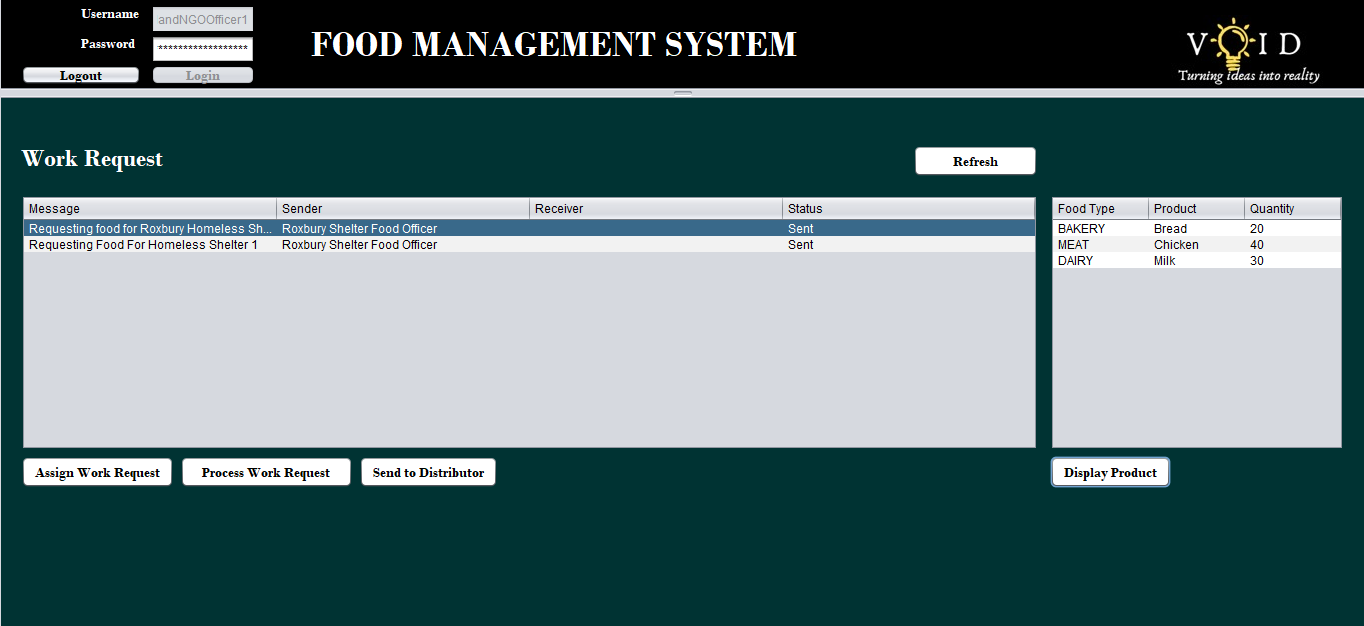 Username andNGOOfficer1
Password ******************
Logout Login
FOOD MANAGEMENT SYSTEM
V I D
Turning ideas into reality
Work Request
Refresh
Message Sender Receiver Status
Requesting food for Roxbury Homeless Sh... Roxbury Shelter Food Officer Sent
Requesting Food For Homeless Shelter 1 Roxbury Shelter Food Officer Sent
Food Type Product Quantity
BAKERY Bread 20
MEAT Chicken 40
DAIRY Milk 30
Assign Work Request Process Work Request Send to Distributor
Display Product